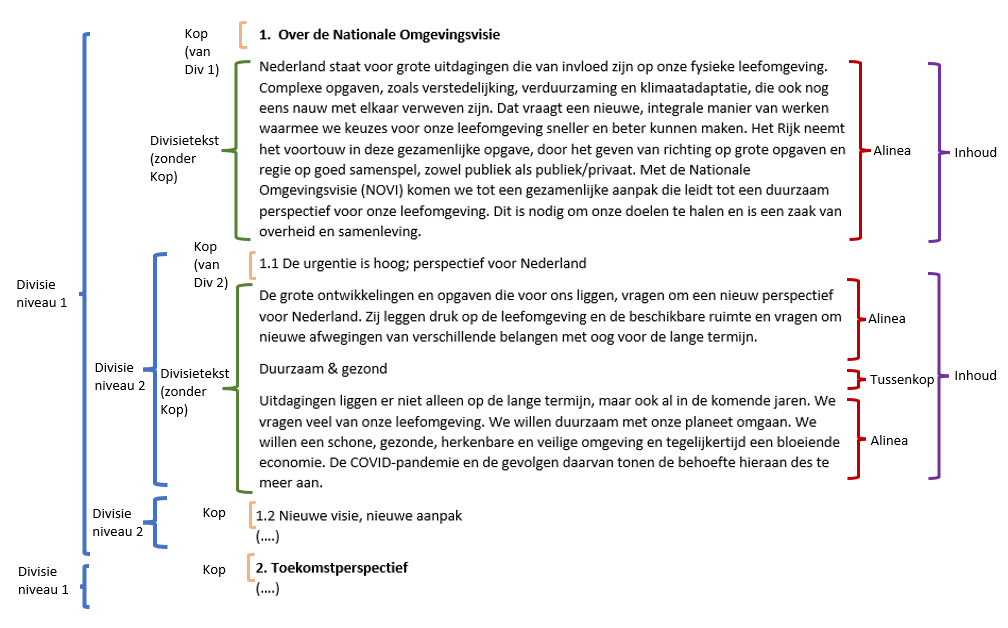 Kop
(van
Div 1)
1. Over de Nationale Omgevingsvisie
Nederland staat voor grote uitdagingen die van invloed zijn op onze fysieke leefomgeving.
Complexe opgaven, zoals verstedelijking, verduurzaming en klimaatadaptatie, die ook nog
eens nauw met elkaar verweven zijn. Dat vraagt een nieuwe, integrale manier van werken
waarmee we keuzes voor onze leefomgeving sneller en beter kunnen maken. Het Rijk neemt
het voortouw in deze gezamenlijke opgave, door het geven van richting op grote opgaven en
regie op goed samenspel, zowel publiek als publiek/privaat. Met de Nationale
Omgevingsvisie (NOVI) komen we tot een gezamenlijke aanpak die leidt tot een duurzaam
perspectief voor onze leefomgeving. Dit is nodig om onze doelen te halen en is een zaak van
overheid en samenleving.
Divisietekst
(zonder
Kop)
Alinea
Inhoud
Divisie
niveau 1
Kop
(van
Div 2)
1.1 De urgentie is hoog; perspectief voor Nederland
De grote ontwikkelingen en opgaven die voor ons liggen, vragen om een nieuw perspectief
voor Nederland. Zij leggen druk op de leefomgeving en de beschikbare ruimte en vragen om
nieuwe afwegingen van verschillende belangen met oog voor de lange termijn.
Alinea
Divisie
niveau 2
Divisietekst
(zonder
Kop)
Duurzaam & gezond
Tussenkop
Inhoud
Uitdagingen liggen er niet alleen op de lange termijn, maar ook al in de komende jaren. We
vragen veel van onze leefomgeving. We willen duurzaam met onze planeet omgaan. We
willen een schone, gezonde, herkenbare en veilige omgeving en tegelijkertijd een bloeiende
economie. De COVID-pandemie en de gevolgen daarvan tonen de behoefte hieraan des te
meer aan.
Alinea
Divisie
niveau 2
Kop
1.2 Nieuwe visie, nieuwe aanpak
(....)
Divisie
niveau 1
Kop
2. Toekomstperspectief
(....)